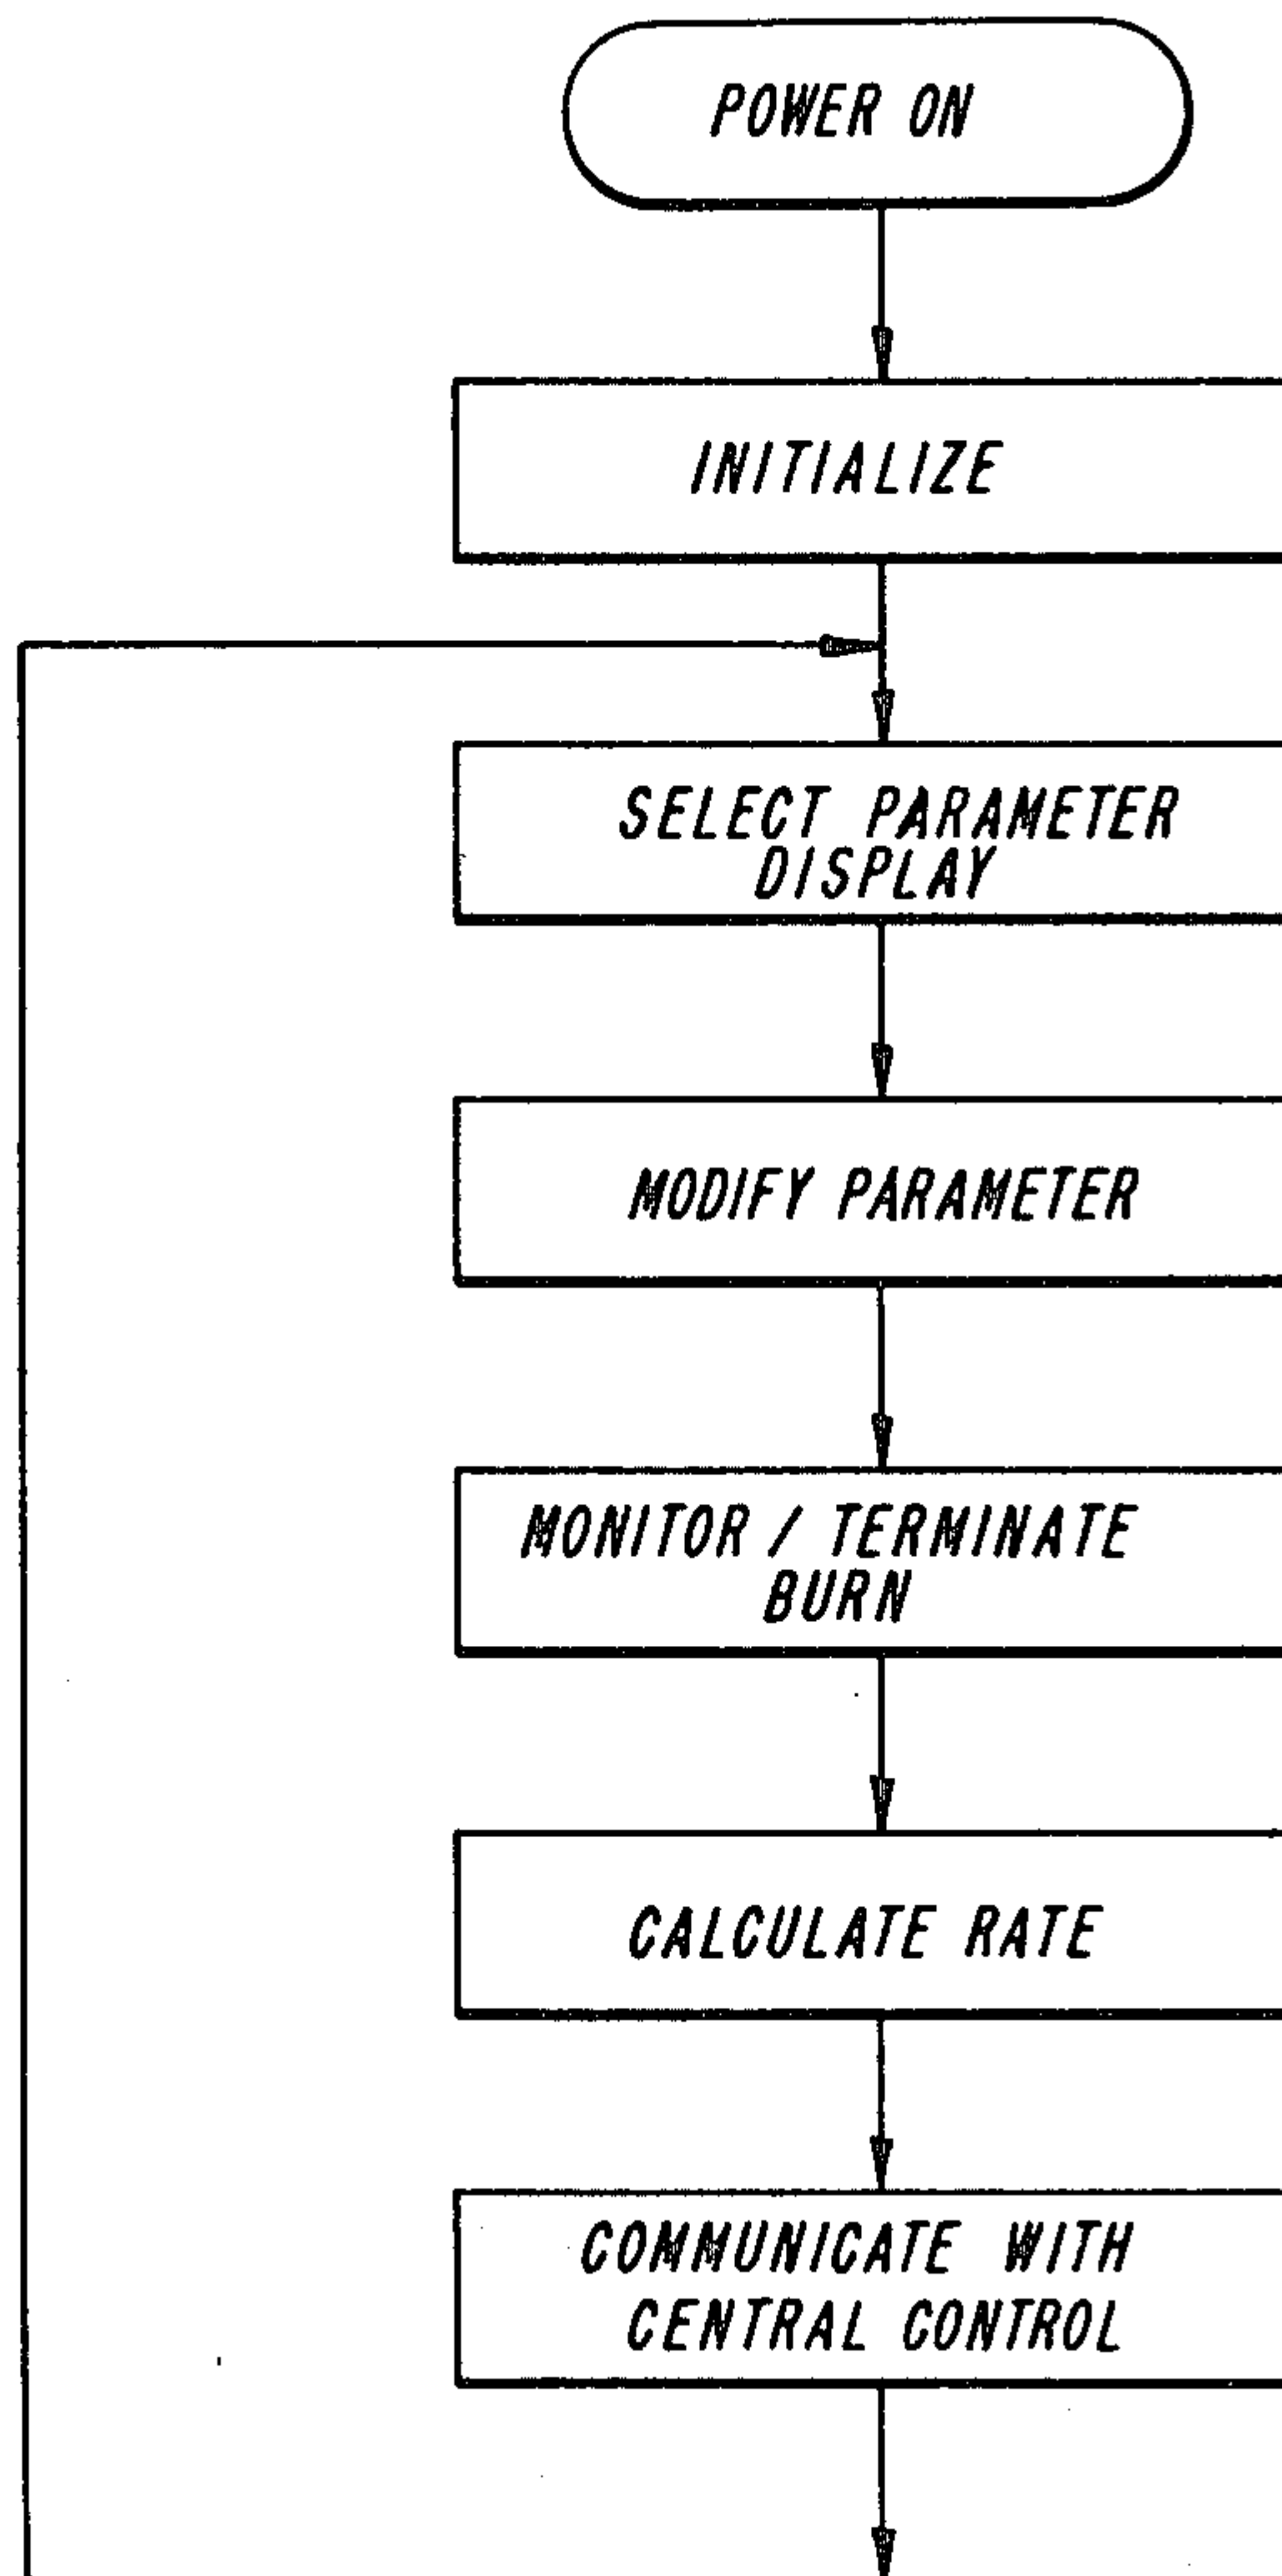 POWER ON
INITIALIZE
SELECT PARAMETER
DISPLAY
MODIFY PARAMETER
MONITOR / TERMINATE
BURN
CALCULATE RATE
COMMUNICATE WITH
CENTRAL CONTROL